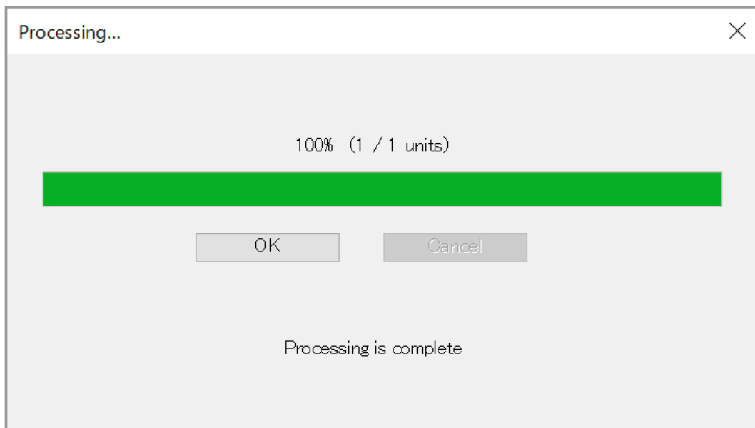 Processing...
100% (1 / 1 units)
OK
Cancel
Processing is complete